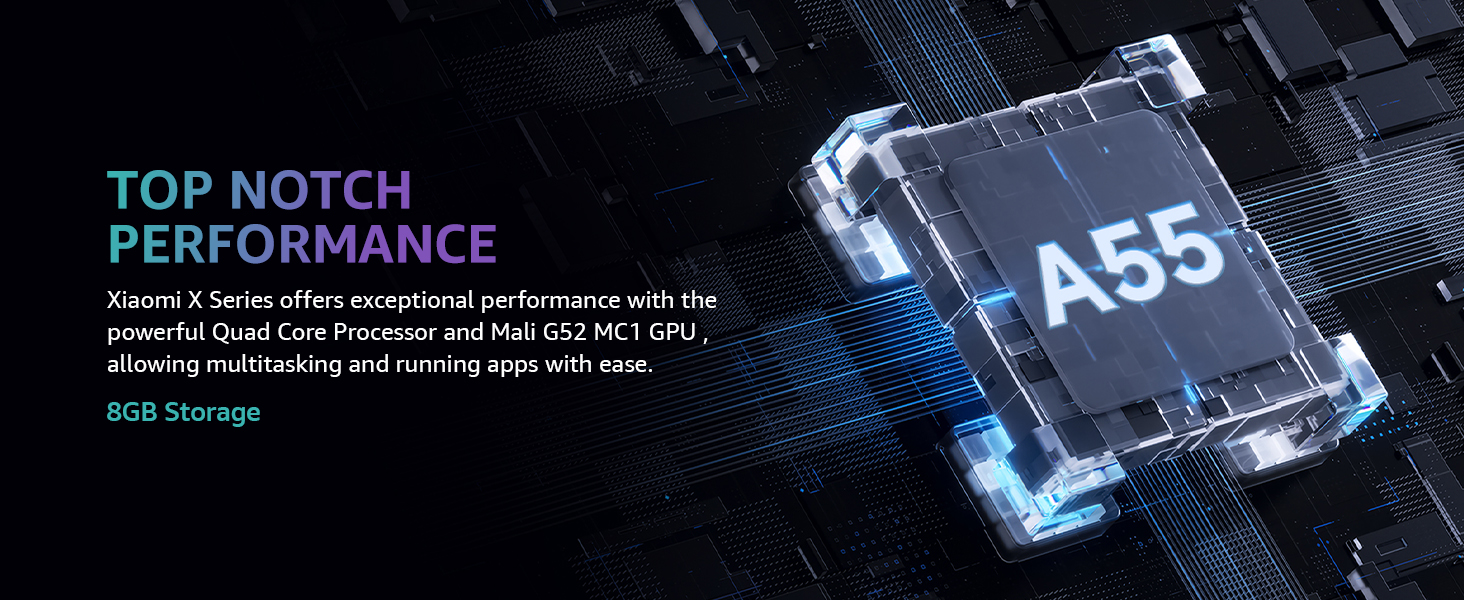 TOP NOTCH
PERFORMANCE
Xiaomi X Series offers exceptional performance with the
powerful Quad Core Processor and Mali G52 MC1 GPU ,
allowing multitasking and running apps with ease.
8GB Storage
A55